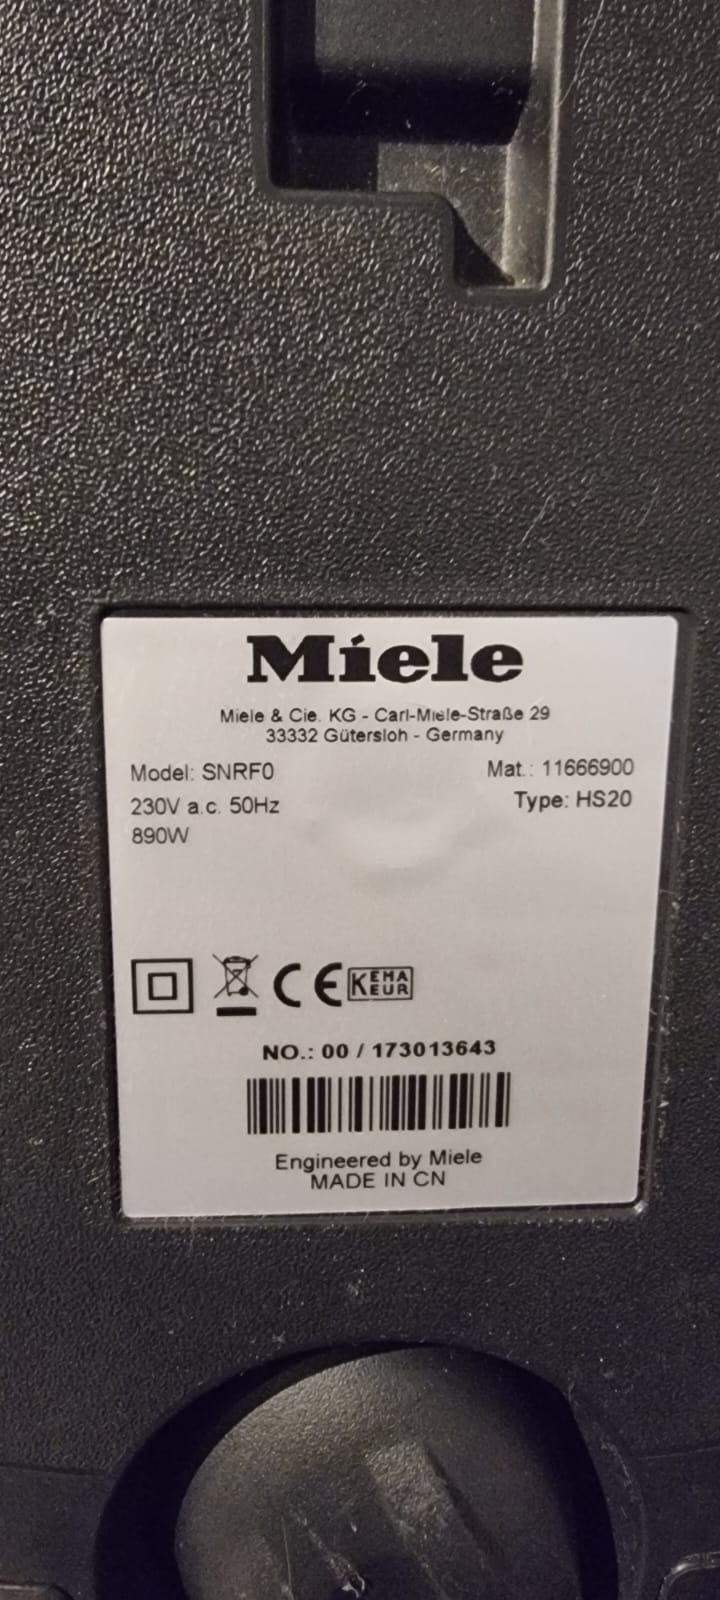 Miele
Miele & Cie. KG - Carl-Miele-Straße 29
33332 Gütersloh - Germany
Model: SNRF0 Mat.: 11666900
230V a.c. 50Hz Type: HS20
890W
CE KEMA KEUR
NO.: 00 / 173013643
Engineered by Miele
MADE IN CN